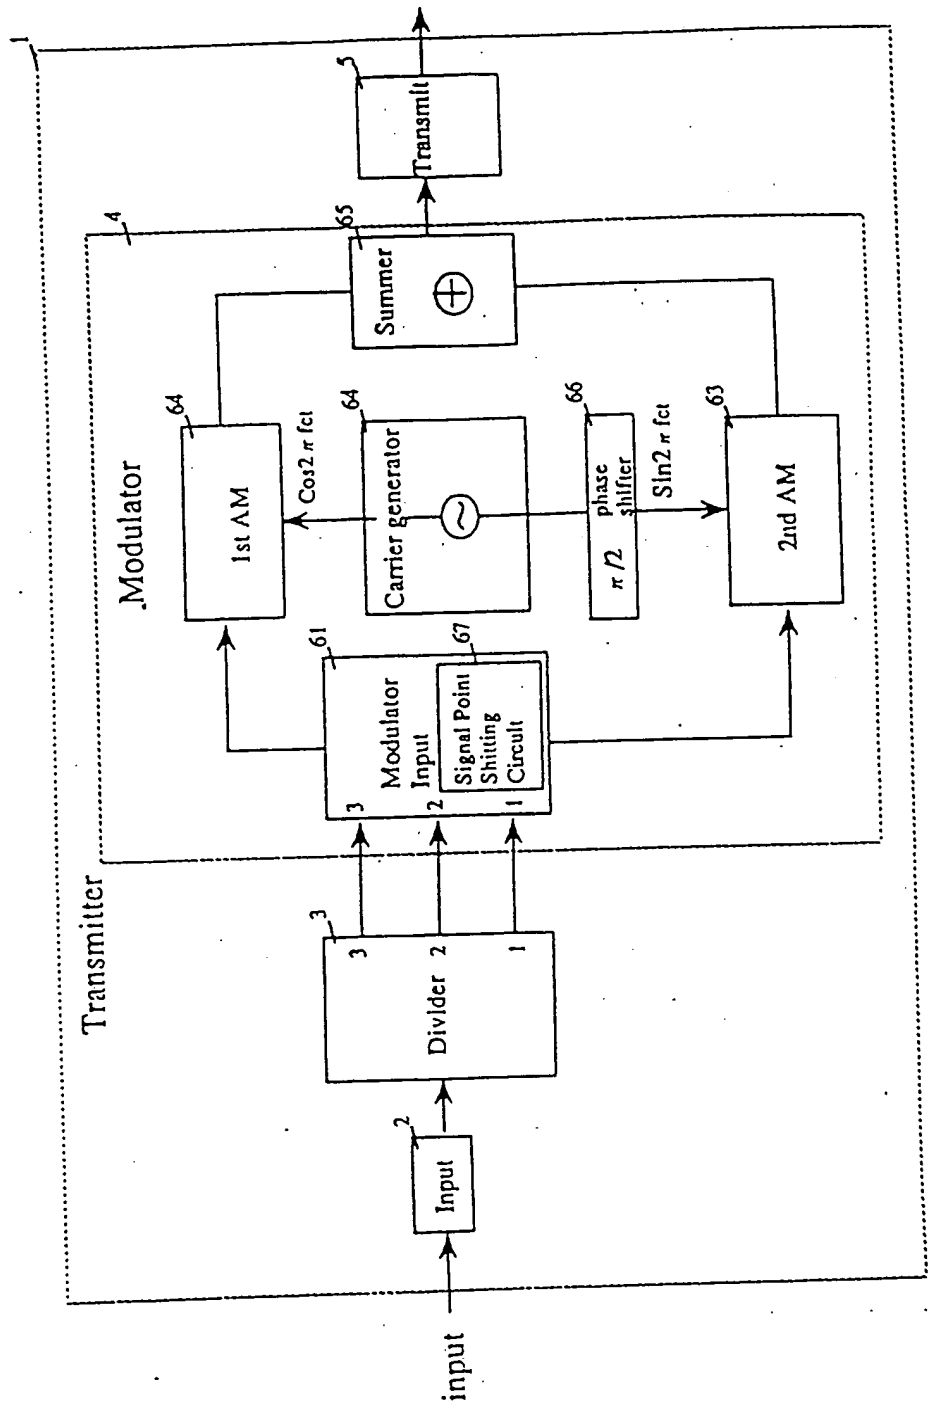 1
Transmitter
4
Modulator
64
1st AM
Cos2 π fct
input
2
Input
3
Divider
3
2
1
61
Modulator
Input
3
2
1
67
Signal Point
Shitting
Circuit
64
Carrier generator
~
65
Summer
+
5
Transmit
66
π /2
phase
shifter
Sin2 π fct
63
2nd AM